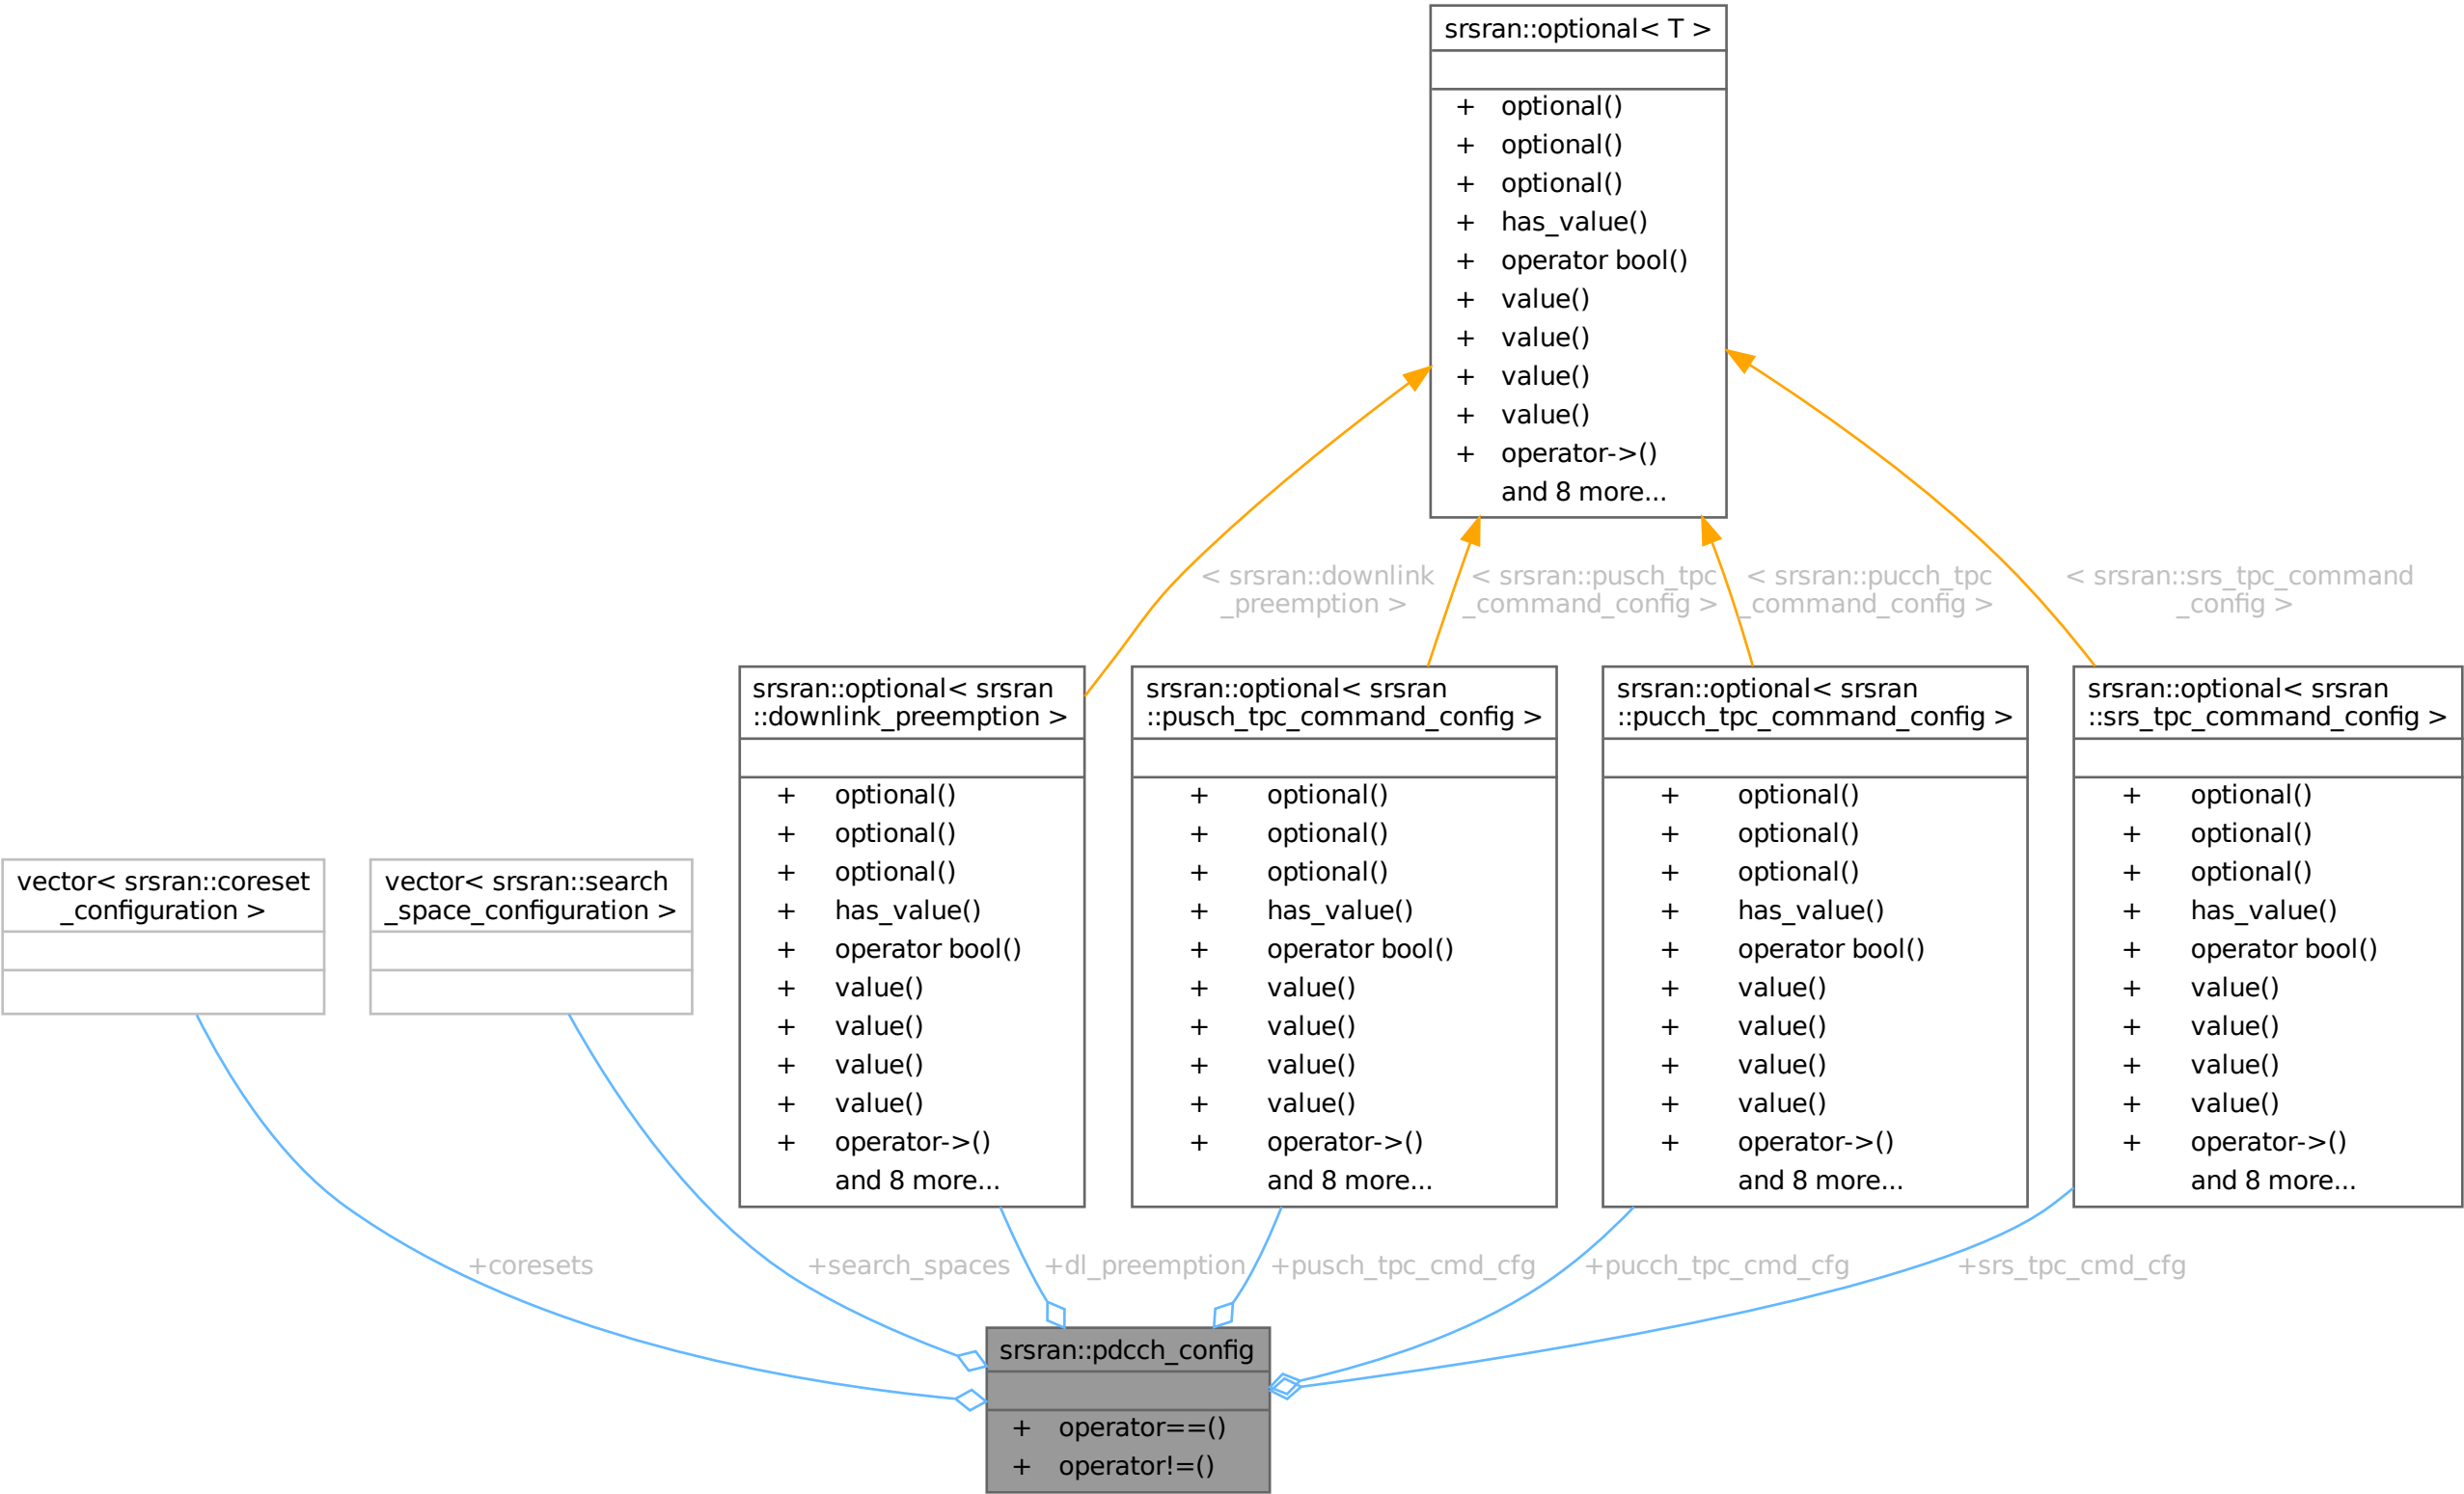 srsran::optional< T >
+ optional()
+ optional()
+ optional()
+ has_value()
+ operator bool()
+ value()
+ value()
+ value()
+ value()
+ operator->()
and 8 more...
< srsran::downlink
_preemption >
< srsran::pusch_tpc
_command_config >
< srsran::pucch_tpc
_command_config >
< srsran::srs_tpc_command
_config >
srsran::optional< srsran
::downlink_preemption >
+ optional()
+ optional()
+ optional()
+ has_value()
+ operator bool()
+ value()
+ value()
+ value()
+ value()
+ operator->()
and 8 more...
srsran::optional< srsran
::pusch_tpc_command_config >
+ optional()
+ optional()
+ optional()
+ has_value()
+ operator bool()
+ value()
+ value()
+ value()
+ value()
+ operator->()
and 8 more...
srsran::optional< srsran
::pucch_tpc_command_config >
+ optional()
+ optional()
+ optional()
+ has_value()
+ operator bool()
+ value()
+ value()
+ value()
+ value()
+ operator->()
and 8 more...
srsran::optional< srsran
::srs_tpc_command_config >
+ optional()
+ optional()
+ optional()
+ has_value()
+ operator bool()
+ value()
+ value()
+ value()
+ value()
+ operator->()
and 8 more...
vector< srsran::coreset
_configuration >
vector< srsran::search
_space_configuration >
+coresets
+search_spaces
+dl_preemption
+pusch_tpc_cmd_cfg
+pucch_tpc_cmd_cfg
+srs_tpc_cmd_cfg
srsran::pdcch_config
+ operator==()
+ operator!=()